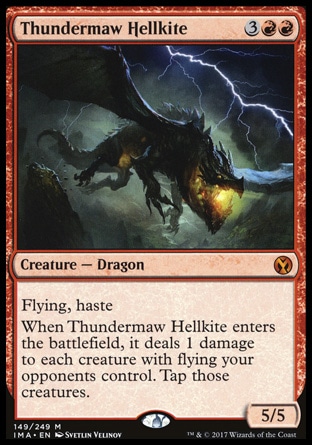 Thundermaw Hellkite 3
Creature — Dragon
Flying, haste
When Thundermaw Hellkite enters
the battlefield, it deals 1 damage
to each creature with flying your
opponents control. Tap those
creatures.
5/5
149/249 M
IMA • EN Svetlin Velinov
™ & © 2017 Wizards of the Coast